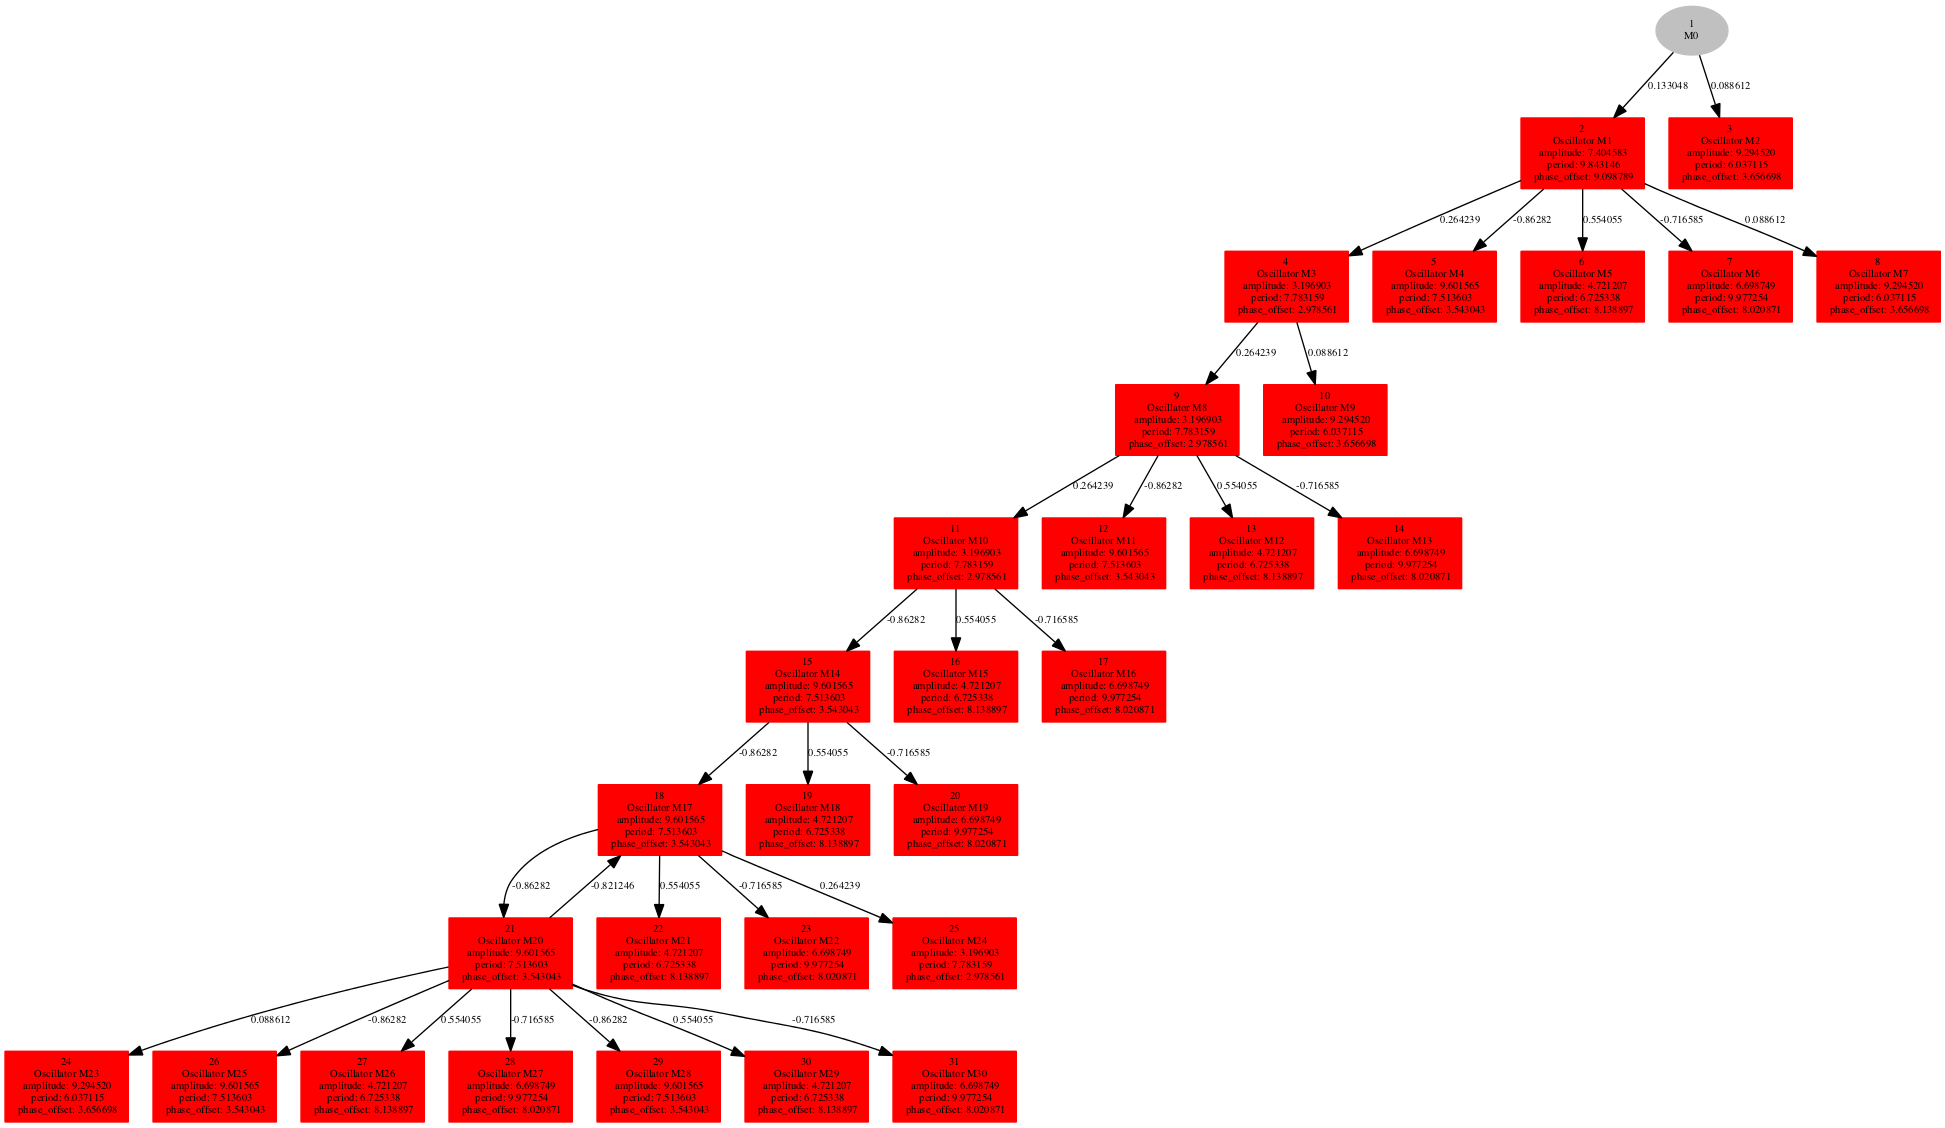 1
M0
0.133048
0.088612
2
Oscillator M1
amplitude: 7.404583
period: 9.843146
phase_offset: 9.098789
3
Oscillator M2
amplitude: 9.294520
period: 6.037115
phase_offset: 3.656698
0.264239
-0.86282
0.554055
-0.716585
0.088612
4
Oscillator M3
amplitude: 3.196903
period: 7.783159
phase_offset: 2.978561
5
Oscillator M4
amplitude: 9.601565
period: 7.513603
phase_offset: 3.543043
6
Oscillator M5
amplitude: 4.721207
period: 6.725338
phase_offset: 8.138897
7
Oscillator M6
amplitude: 6.698749
period: 9.977254
phase_offset: 8.020871
8
Oscillator M7
amplitude: 9.294520
period: 6.037115
phase_offset: 3.656698
0.264239
0.088612
9
Oscillator M8
amplitude: 3.196903
period: 7.783159
phase_offset: 2.978561
10
Oscillator M9
amplitude: 9.294520
period: 6.037115
phase_offset: 3.656698
0.264239
-0.86282
0.554055
-0.716585
11
Oscillator M10
amplitude: 3.196903
period: 7.783159
phase_offset: 2.978561
12
Oscillator M11
amplitude: 9.601565
period: 7.513603
phase_offset: 3.543043
13
Oscillator M12
amplitude: 4.721207
period: 6.725338
phase_offset: 8.138897
14
Oscillator M13
amplitude: 6.698749
period: 9.977254
phase_offset: 8.020871
-0.86282
0.554055
-0.716585
15
Oscillator M14
amplitude: 9.601565
period: 7.513603
phase_offset: 3.543043
16
Oscillator M15
amplitude: 4.721207
period: 6.725338
phase_offset: 8.138897
17
Oscillator M16
amplitude: 6.698749
period: 9.977254
phase_offset: 8.020871
-0.86282
0.554055
-0.716585
18
Oscillator M17
amplitude: 9.601565
period: 7.513603
phase_offset: 3.543043
19
Oscillator M18
amplitude: 4.721207
period: 6.725338
phase_offset: 8.138897
20
Oscillator M19
amplitude: 6.698749
period: 9.977254
phase_offset: 8.020871
-0.86282
-0.821246
0.554055
-0.716585
0.264239
21
Oscillator M20
amplitude: 9.601565
period: 7.513603
phase_offset: 3.543043
22
Oscillator M21
amplitude: 4.721207
period: 6.725338
phase_offset: 8.138897
23
Oscillator M22
amplitude: 6.698749
period: 9.977254
phase_offset: 8.020871
25
Oscillator M24
amplitude: 3.196903
period: 7.783159
phase_offset: 2.978561
0.088612
-0.86282
0.554055
-0.716585
-0.86282
0.554055
-0.716585
24
Oscillator M23
amplitude: 9.294520
period: 6.037115
phase_offset: 3.656698
26
Oscillator M25
amplitude: 9.601565
period: 7.513603
phase_offset: 3.543043
27
Oscillator M26
amplitude: 4.721207
period: 6.725338
phase_offset: 8.138897
28
Oscillator M27
amplitude: 6.698749
period: 9.977254
phase_offset: 8.020871
29
Oscillator M28
amplitude: 9.601565
period: 7.513603
phase_offset: 3.543043
30
Oscillator M29
amplitude: 4.721207
period: 6.725338
phase_offset: 8.138897
31
Oscillator M30
amplitude: 6.698749
period: 9.977254
phase_offset: 8.020871